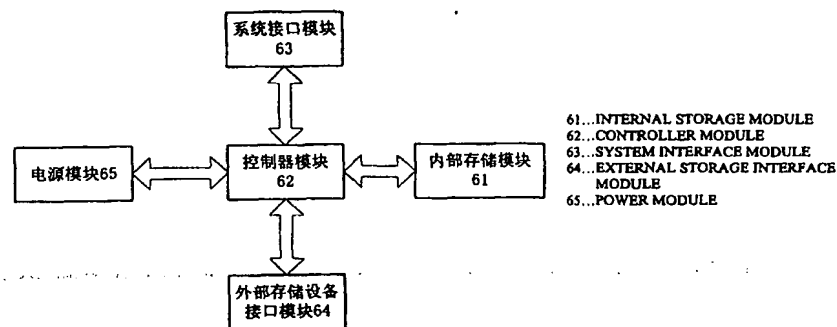 系统接口模块
63
电源模块65
控制器模块
62
内部存储模块
61
外部存储设备
接口模块64
61...INTERNAL STORAGE MODULE
62...CONTROLLER MODULE
63...SYSTEM INTERFACE MODULE
64...EXTERNAL STORAGE INTERFACE
MODULE
65...POWER MODULE